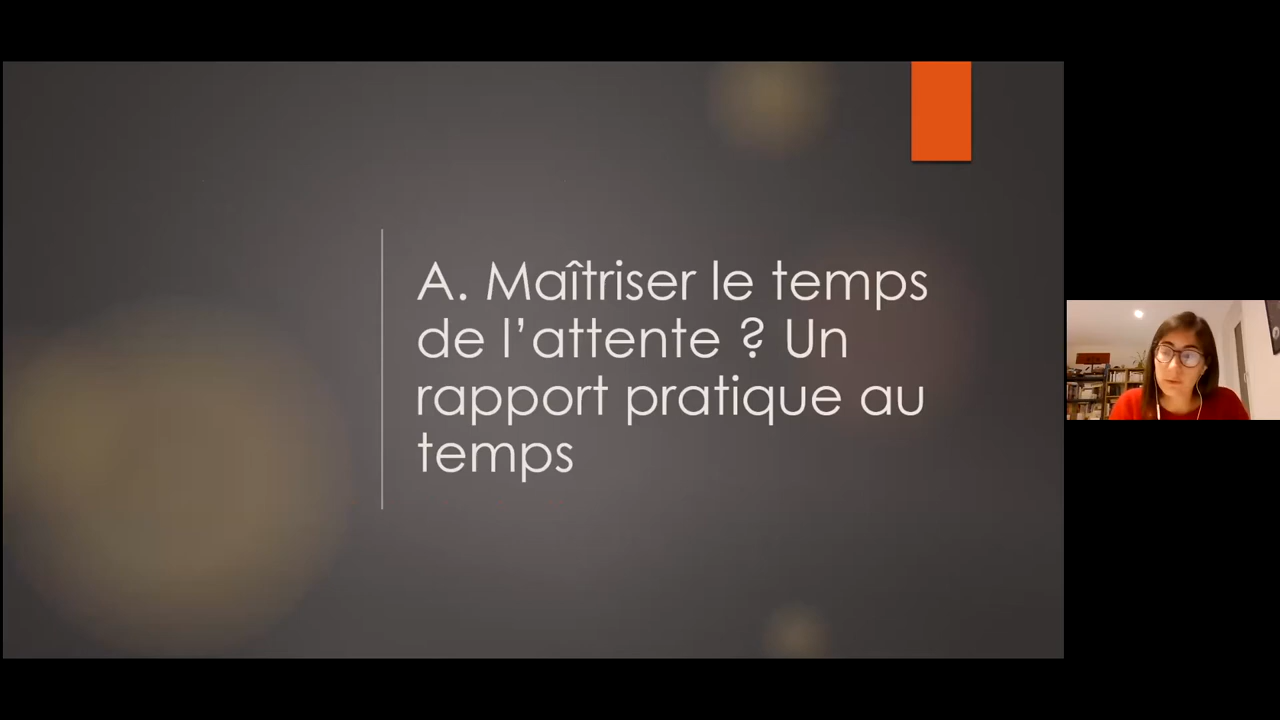 A. Maîtriser le temps
de l’attente ? Un
rapport pratique au
temps